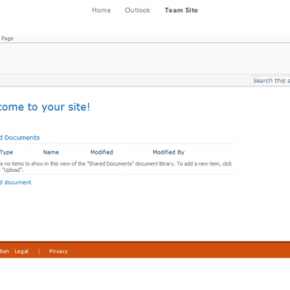 Home Outlook Team Site
Page
Search this s
come to your site!
d Documents
Type Name Modified Modified By
e no items to show in this view of the "Shared Documents" document library. To add a new item, click
"Upload".
d document
tion Legal | Privacy